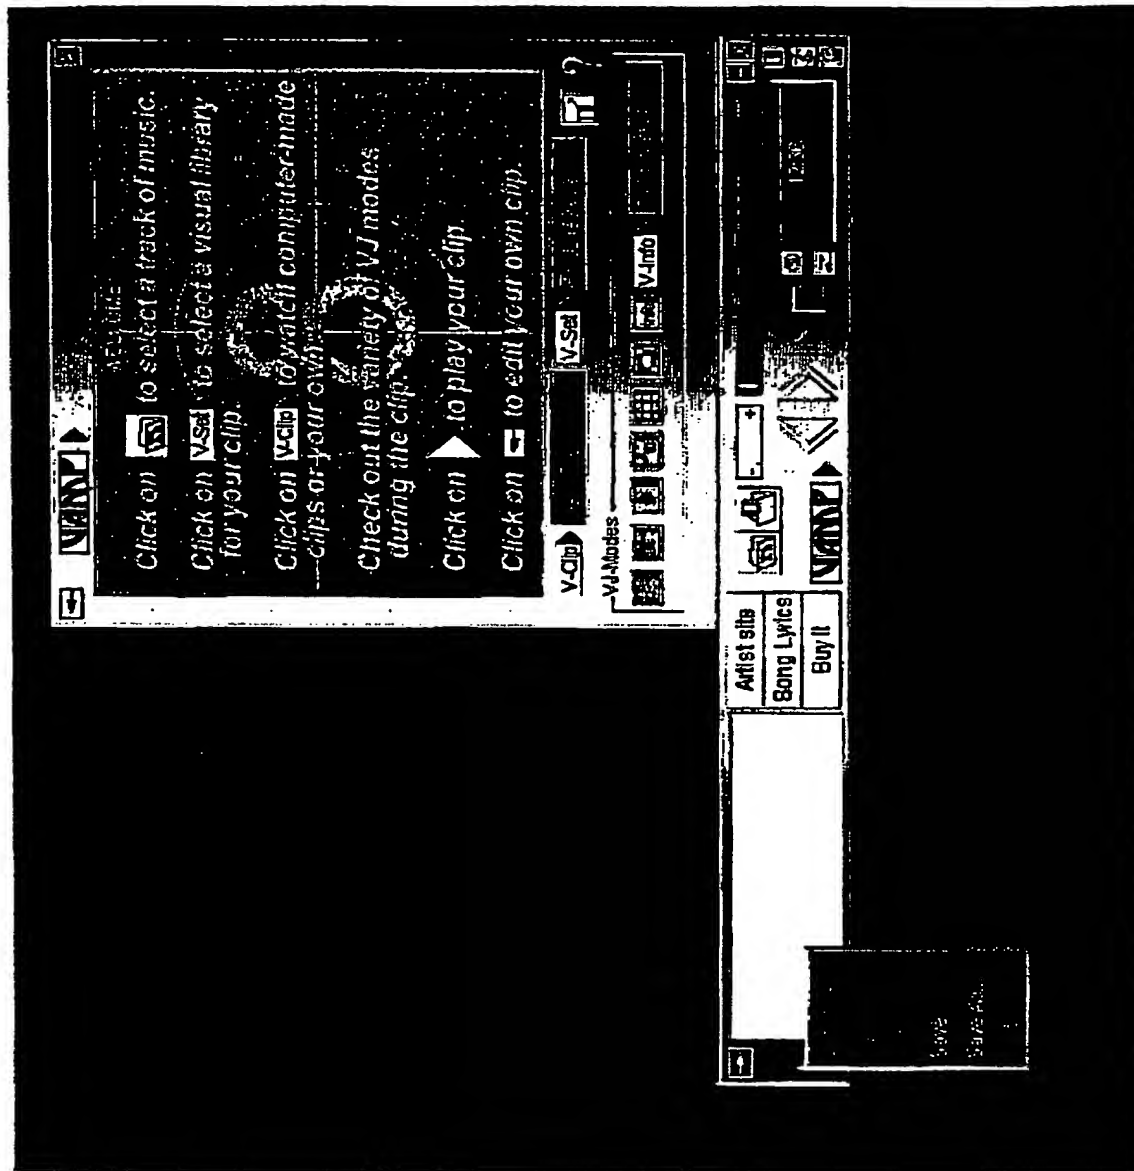 Click on to select a track of music.
Click on V-Set to select a visual library
for your clip.
Click on V-Clip to watch computer-made
clips or your own
Check out the variety of VJ modes
during the clip.
Click on to play your clip.
Click on to edit your own clip.
V-Clip V-Set ?
VJ-Modes
V-Info
Artist site
Song Lyrics
Buy It
- +
Save
Save As...